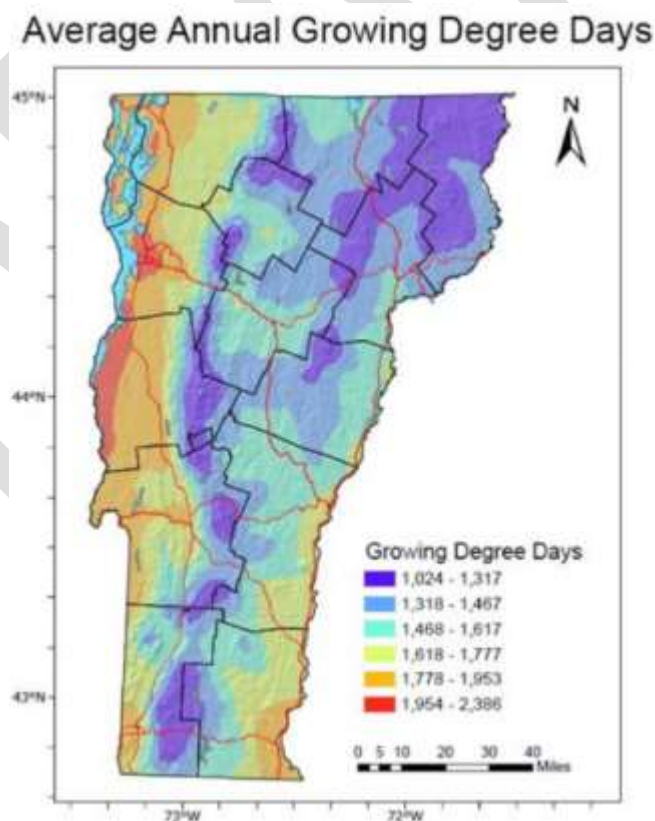 Average Annual Growing Degree Days
45°N
N
44°N
Growing Degree Days
1,024 - 1,317
1,318 - 1,467
1,468 - 1,617
1,618 - 1,777
1,778 - 1,953
1,954 - 2,386
43°N
0 5 10 20 30 40
Miles
73°W 72°W